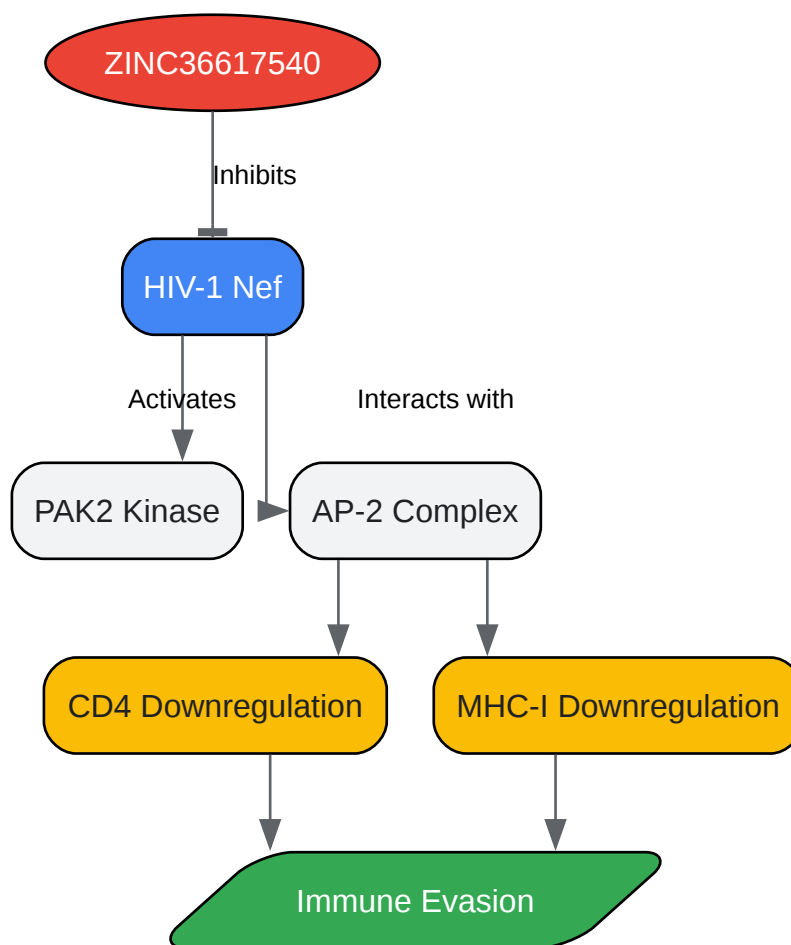 ZINC36617540
Inhibits
HIV-1 Nef
Activates
Interacts with
PAK2 Kinase
AP-2 Complex
CD4 Downregulation
MHC-I Downregulation
Immune Evasion